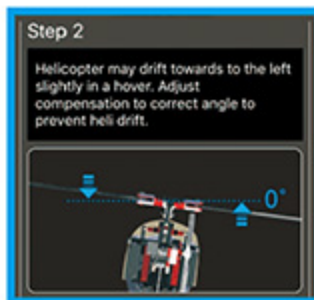 Step 2
Helicopter may drift towards to the left
slightly in a hover. Adjust
compensation to correct angle to
prevent heli drift.
0°